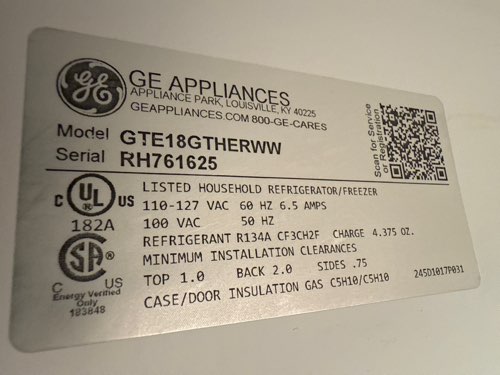 GE
GE APPLIANCES
APPLIANCE PARK, LOUISVILLE, KY 40225
GEAPPLIANCES.COM 800-GE-CARES
Model GTE18GTHERWW
Serial RH761625
Scan for Service
or Registration
C UL US
182A
LISTED HOUSEHOLD REFRIGERATOR/FREEZER
110-127 VAC 60 HZ 6.5 AMPS
100 VAC 50 HZ
REFRIGERANT R134A CF3CH2F CHARGE 4.375 OZ.
MINIMUM INSTALLATION CLEARANCES
TOP 1.0 BACK 2.0 SIDES .75
CASE/DOOR INSULATION GAS C5H10/C5H10
245D1017P031
SA
C US
Energy Verified
Only
183848